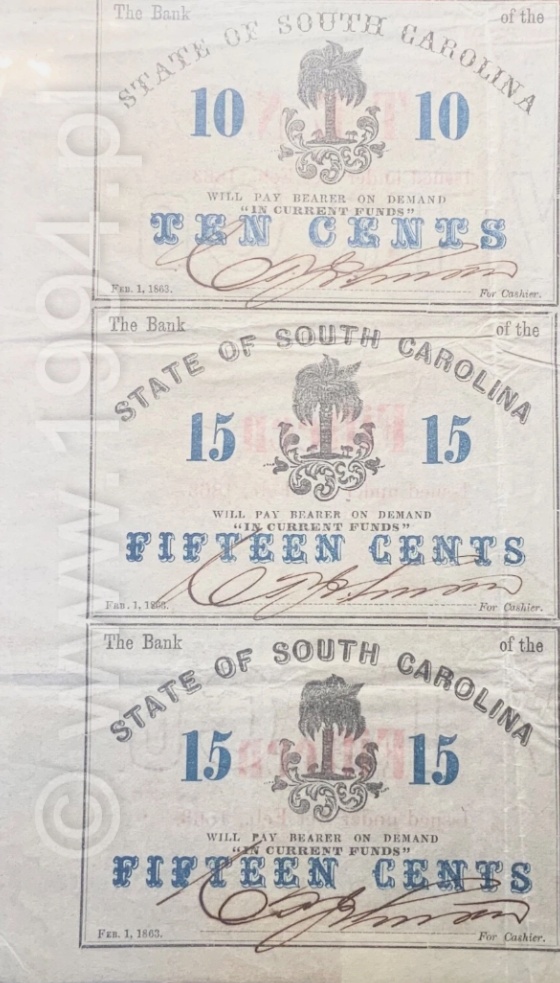 The Bank of the
STATE OF SOUTH CAROLINA
10 10
WILL PAY BEARER ON DEMAND
"IN CURRENT FUNDS"
TEN CENTS
FEB. 1, 1863. For Cashier.
The Bank of the
STATE OF SOUTH CAROLINA
15 15
WILL PAY BEARER ON DEMAND
"IN CURRENT FUNDS"
FIFTEEN CENTS
FEB. 1, 1863. For Cashier.
The Bank of the
STATE OF SOUTH CAROLINA
15 15
WILL PAY BEARER ON DEMAND
"IN CURRENT FUNDS"
FIFTEEN CENTS
FEB. 1, 1863. For Cashier.
© www.1994.pl